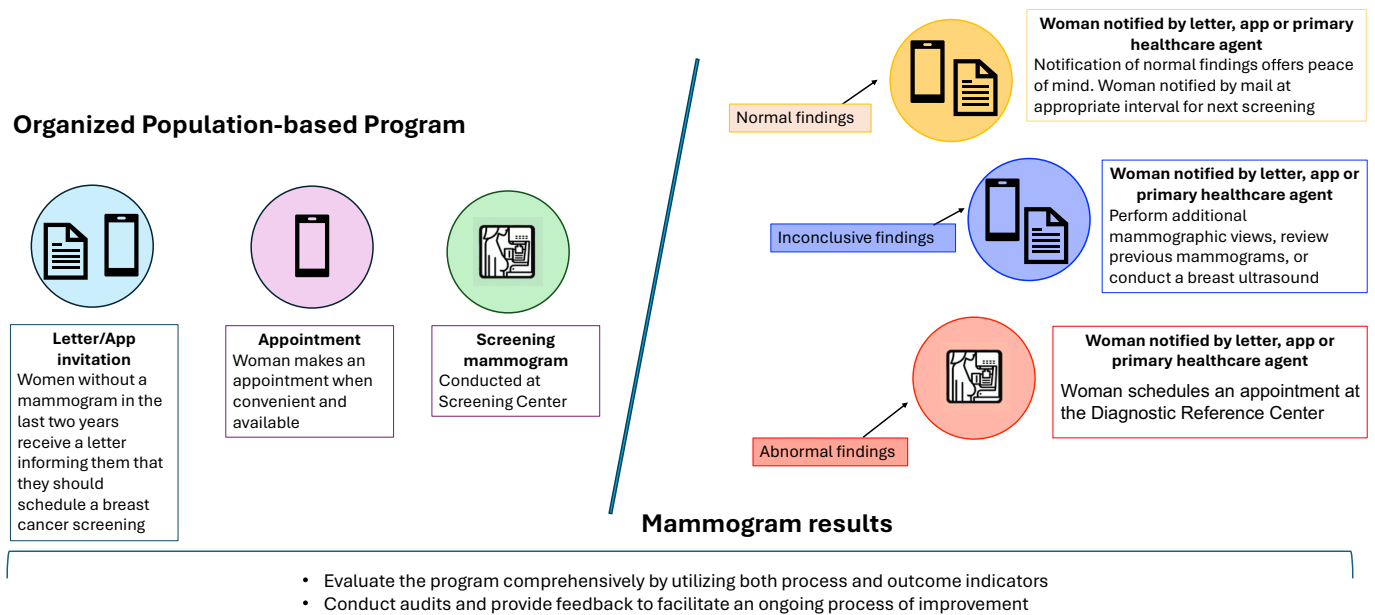 Organized Population-based Program
Letter/App
invitation
Women without a
mammogram in the
last two years
receive a letter
informing them that
they should
schedule a breast
cancer screening
Appointment
Woman makes an
appointment when
convenient and
available
Screening
mammogram
Conducted at
Screening Center
Normal findings
Woman notified by letter, app or primary
healthcare agent
Notification of normal findings offers peace
of mind. Woman notified by mail at
appropriate interval for next screening
Inconclusive findings
Woman notified by letter, app or
primary healthcare agent
Perform additional
mammographic views, review
previous mammograms, or
conduct a breast ultrasound
Abnormal findings
Woman notified by letter, app or
primary healthcare agent
Woman schedules an appointment at
the Diagnostic Reference Center
Mammogram results
• Evaluate the program comprehensively by utilizing both process and outcome indicators
• Conduct audits and provide feedback to facilitate an ongoing process of improvement